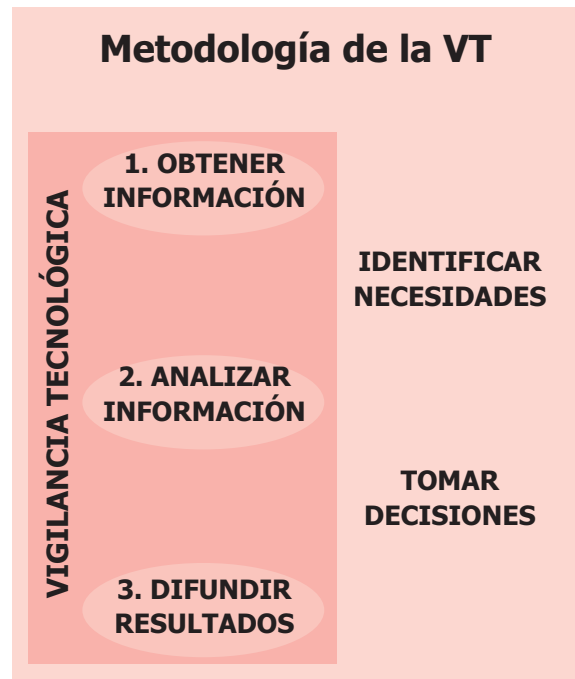 Metodología de la VT
VIGILANCIA TECNOLÓGICA
1. OBTENER
INFORMACIÓN
IDENTIFICAR
NECESIDADES
2. ANALIZAR
INFORMACIÓN
TOMAR
DECISIONES
3. DIFUNDIR
RESULTADOS